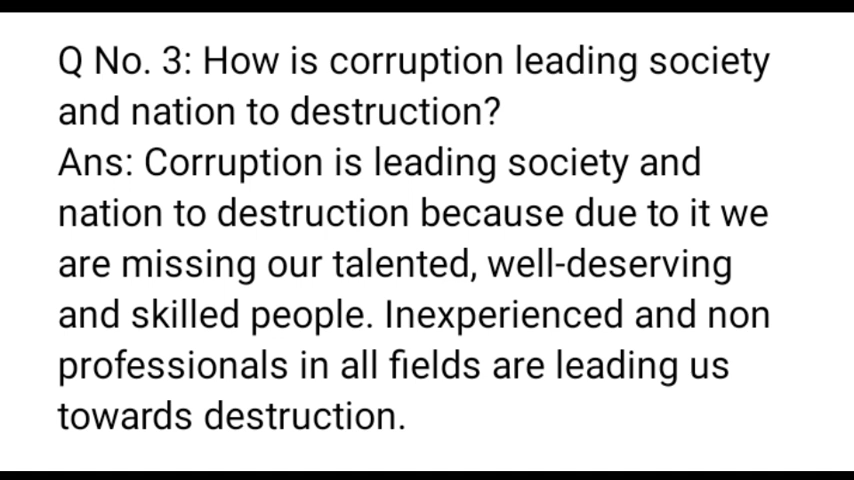 Q No. 3: How is corruption leading society
and nation to destruction?
Ans: Corruption is leading society and
nation to destruction because due to it we
are missing our talented, well-deserving
and skilled people. Inexperienced and non
professionals in all fields are leading us
towards destruction.